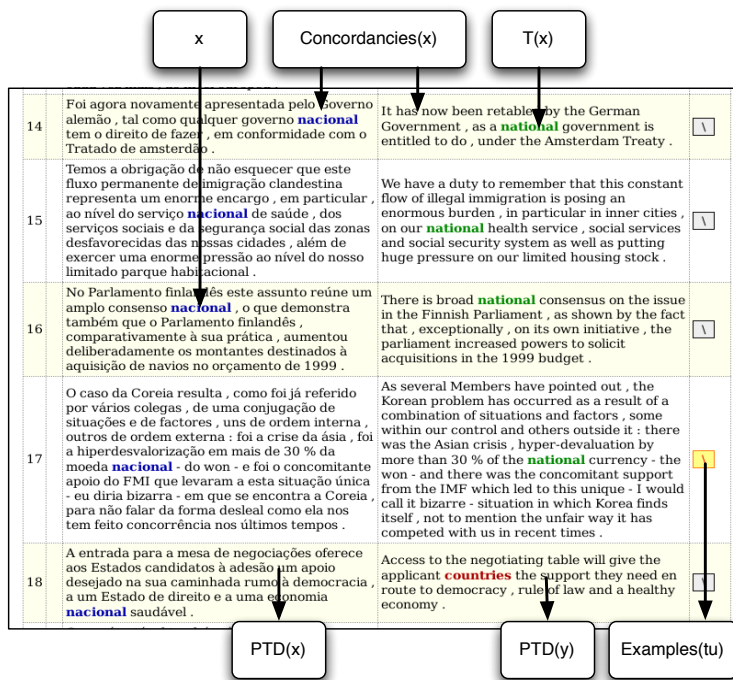 x
Concordancies(x)
T(x)
14
Foi agora novamente apresentada pelo Governo
alemão , tal como qualquer governo nacional
tem o direito de fazer , em conformidade com o
Tratado de amsterdão .
It has now been retabled by the German
Government , as a national government is
entitled to do , under the Amsterdam Treaty .
\
15
Temos a obrigação de não esquecer que este
fluxo permanente de imigração clandestina
representa um enorme encargo , em particular ,
ao nível do serviço nacional de saúde , dos
serviços sociais e da segurança social das zonas
desfavorecidas das nossas cidades , além de
exercer uma enorme pressão ao nível do nosso
limitado parque habitacional .
We have a duty to remember that this constant
flow of illegal immigration is posing an
enormous burden , in particular in inner cities ,
on our national health service , social services
and social security system as well as putting
huge pressure on our limited housing stock .
\
16
No Parlamento finlandês este assunto reúne um
amplo consenso nacional , o que demonstra
também que o Parlamento finlandês ,
comparativamente à sua prática , aumentou
deliberadamente os montantes destinados à
aquisição de navios no orçamento de 1999 .
There is broad national consensus on the issue
in the Finnish Parliament , as shown by the fact
that , exceptionally , on its own initiative , the
parliament increased powers to solicit
acquisitions in the 1999 budget .
\
17
O caso da Coreia resulta , como foi já referido
por vários colegas , de uma conjugação de
situações e de factores , uns de ordem interna ,
outros de ordem externa : foi a crise da ásia , foi
a hiperdesvalorização em mais de 30 % da
moeda nacional - do won - e foi o concomitante
apoio do FMI que levaram a esta situação única
- eu diria bizarra - em que se encontra a Coreia ,
para não falar da forma desleal como ela nos
tem feito concorrência nos últimos tempos .
As several Members have pointed out , the
Korean problem has occurred as a result of a
combination of situations and factors , some
within our control and others outside it : there
was the Asian crisis , hyper-devaluation by
more than 30 % of the national currency - the
won - and there was the concomitant support
from the IMF which led to this unique - I would
call it bizarre - situation in which Korea finds
itself , not to mention the unfair way it has
competed with us in recent times .
\
18
A entrada para a mesa de negociações oferece
aos Estados candidatos à adesão um apoio
desejado na sua caminhada rumo à democracia ,
a um Estado de direito e a uma economia
nacional saudável .
Access to the negotiating table will give the
applicant countries the support they need en
route to democracy , rule of law and a healthy
economy .
\
PTD(x)
PTD(y)
Examples(tu)